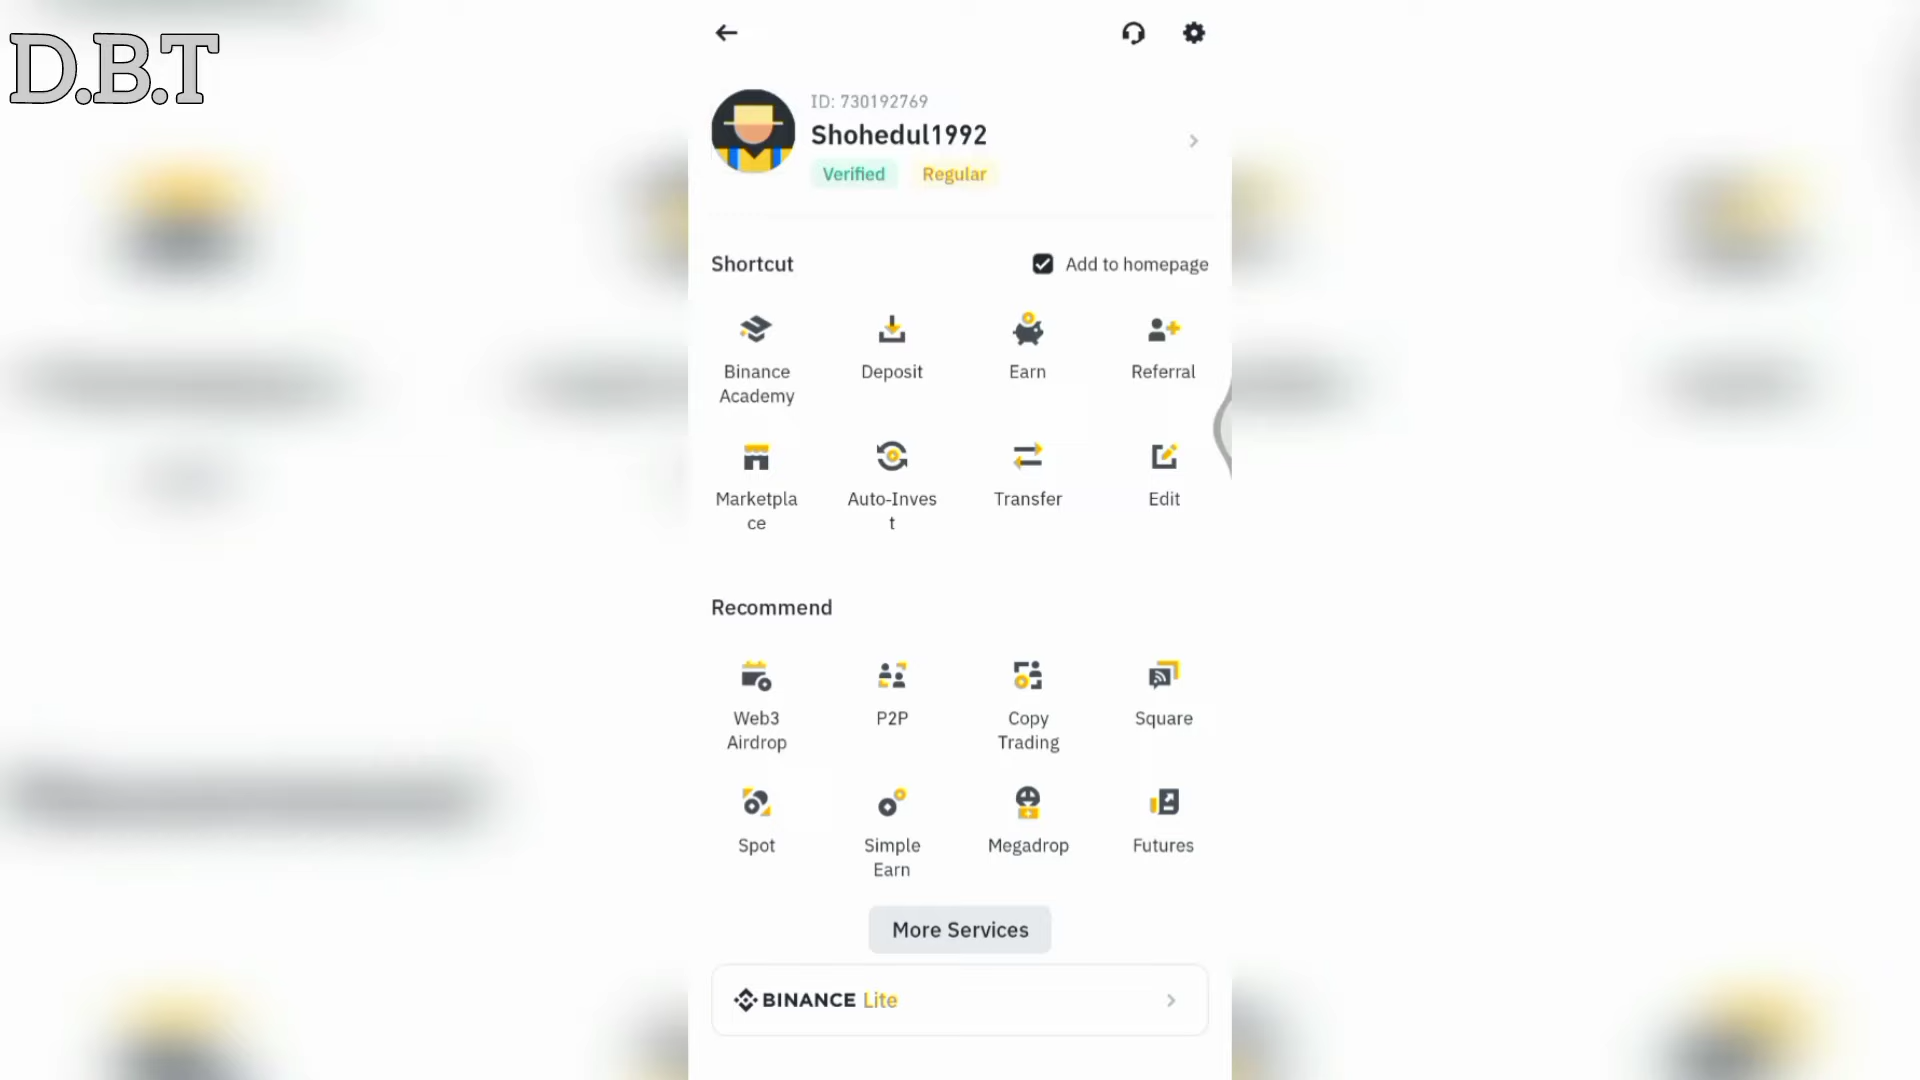 D.B.T
ID: 730192769
Shohedul1992
Verified Regular
Shortcut Add to homepage
Binance Deposit Earn Referral
Academy
Marketpla Auto-Inves Transfer Edit
ce t
Recommend
Web3 P2P Copy Square
Airdrop Trading
Spot Simple Megadrop Futures
Earn
More Services
BINANCE Lite